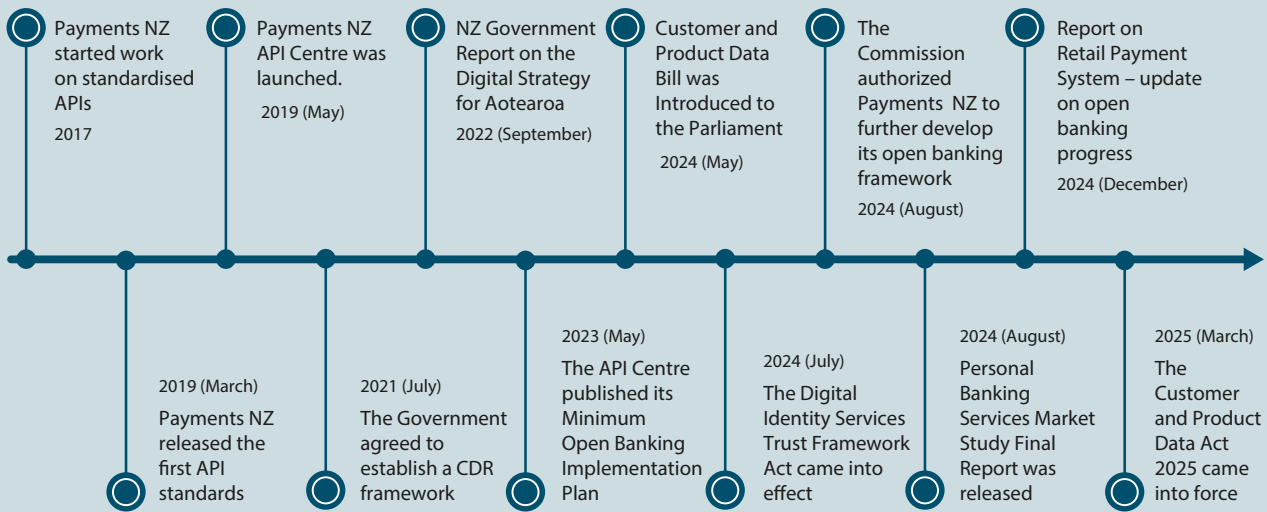 Payments NZ
started work
on standardised
APIs
2017
Payments NZ
API Centre was
launched.
2019 (May)
NZ Government
Report on the
Digital Strategy
for Aotearoa
2022 (September)
Customer and
Product Data
Bill was
Introduced to
the Parliament
2024 (May)
The
Commission
authorized
Payments NZ to
further develop
its open banking
framework
2024 (August)
Report on
Retail Payment
System – update
on open
banking
progress
2024 (December)
2019 (March)
Payments NZ
released the
first API
standards
2021 (July)
The Government
agreed to
establish a CDR
framework
2023 (May)
The API Centre
published its
Minimum
Open Banking
Implementation
Plan
2024 (July)
The Digital
Identity Services
Trust Framework
Act came into
effect
2024 (August)
Personal
Banking
Services Market
Study Final
Report was
released
2025 (March)
The
Customer
and Product
Data Act
2025 came
into force